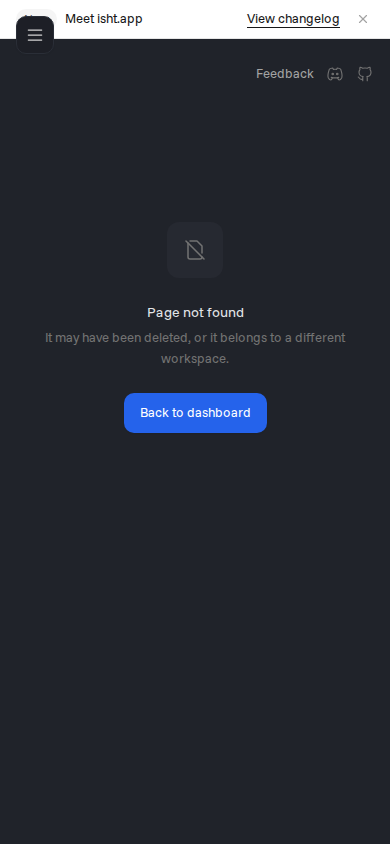 Meet isht.app
View changelog
Feedback
Page not found
It may have been deleted, or it belongs to a different
workspace.
Back to dashboard